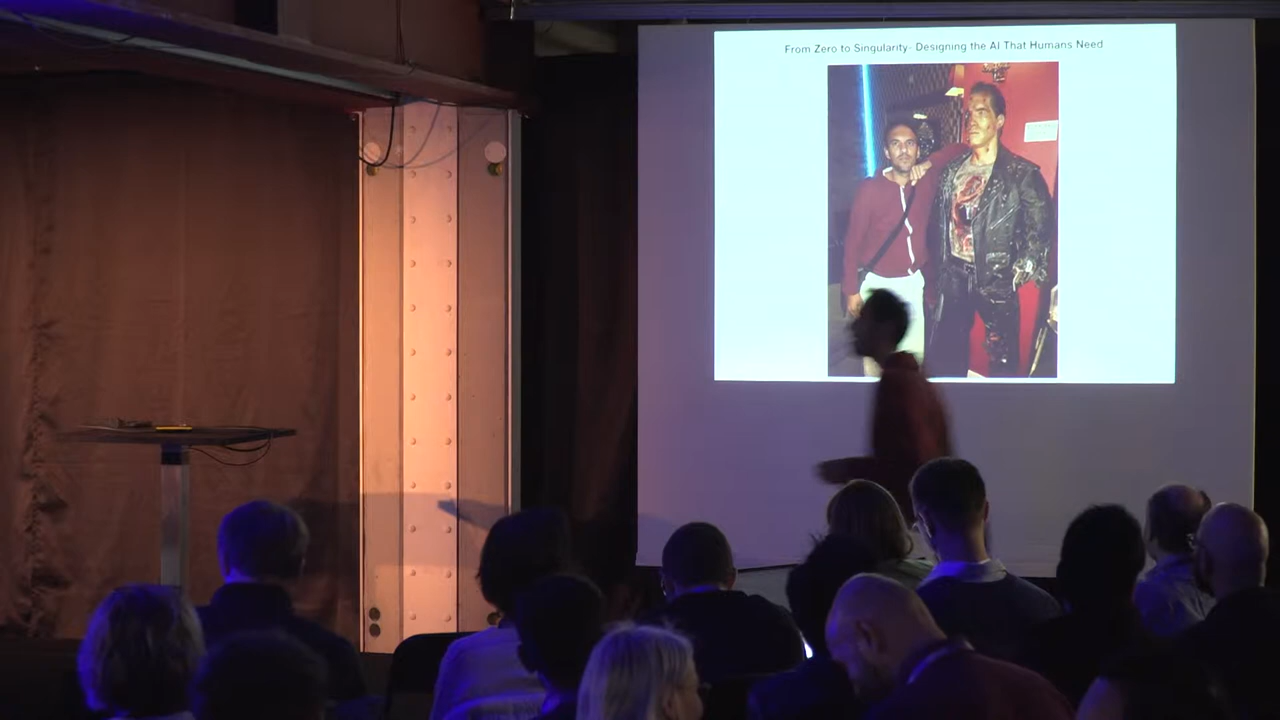 From Zero to Singularity- Designing the AI That Humans Need